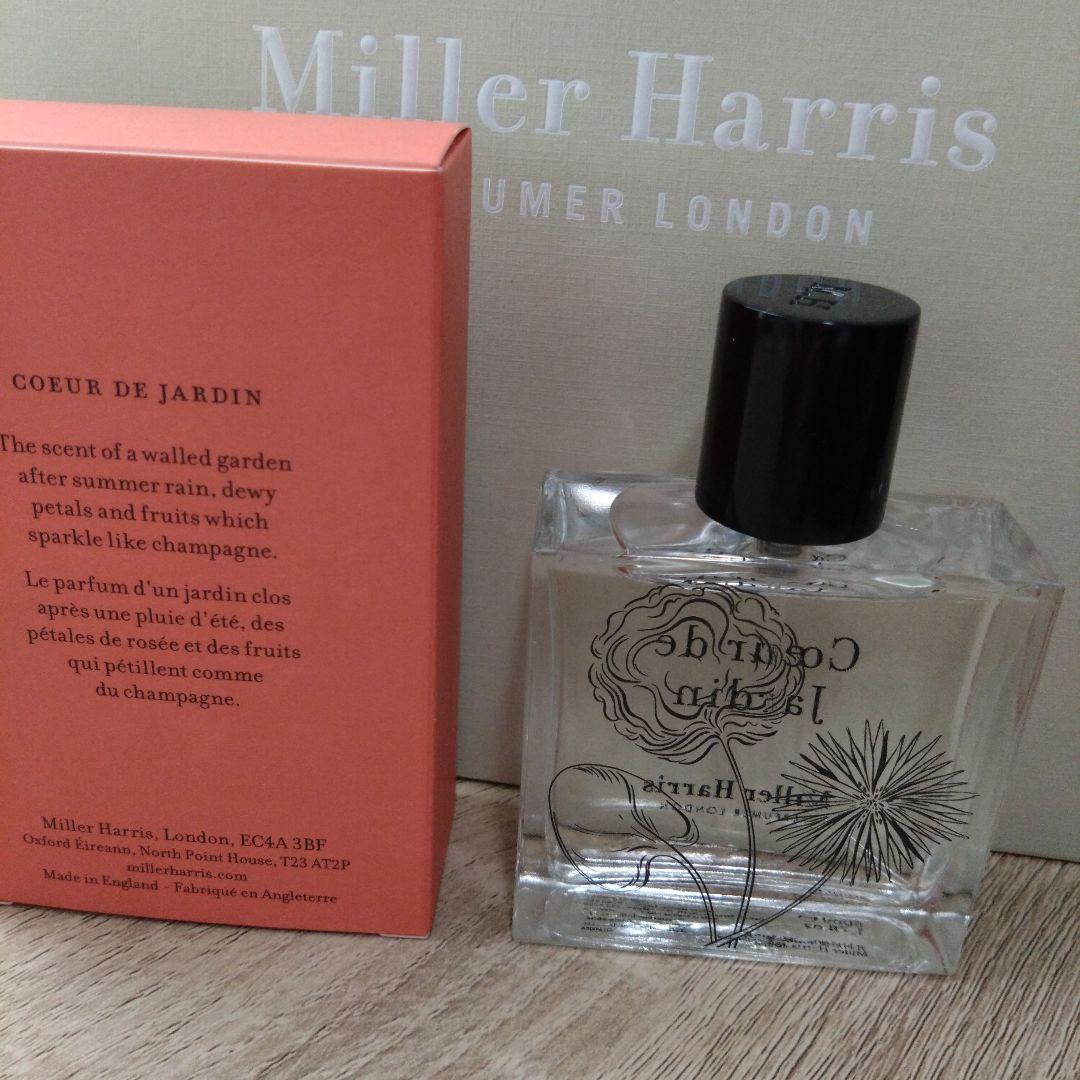 Miller Harris
UMER LONDON
COEUR DE JARDIN
The scent of a walled garden
after summer rain, dewy
petals and fruits which
sparkle like champagne.
Le parfum d'un jardin clos
après une pluie d'été, des
pétales de rosée et des fruits
qui pétillent comme
du champagne.
Miller Harris, London, EC4A 3BF
Oxford Éireann, North Point House, T23 AT2P
millerharris.com
Made in England - Fabriqué en Angleterre
Cœur de
Jardin
Miller Harris
PERFUMER LONDON